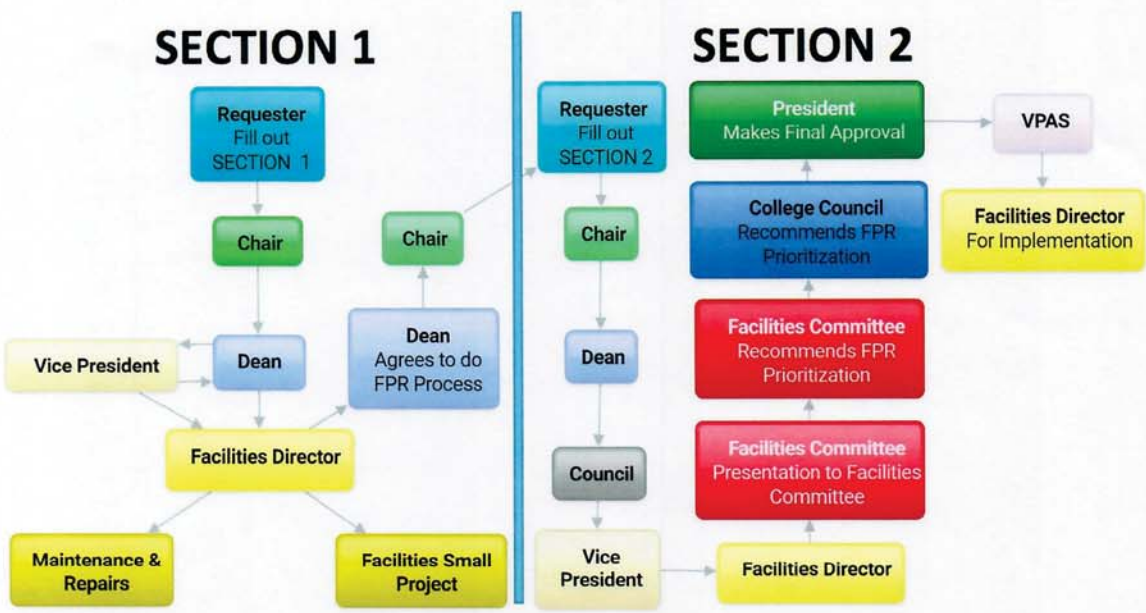 SECTION 1
Requester
Fill out
SECTION 1
Chair
Vice President
Dean
Facilities Director
Maintenance &
Repairs
Facilities Small
Project
Dean
Agrees to do
FPR Process
Chair
SECTION 2
Requester
Fill out
SECTION 2
Chair
Dean
Council
Vice
President
Facilities Director
Facilities Committee
Presentation to Facilities
Committee
Facilities Committee
Recommends FPR
Prioritization
College Council
Recommends FPR
Prioritization
President
Makes Final Approval
VPAS
Facilities Director
For Implementation